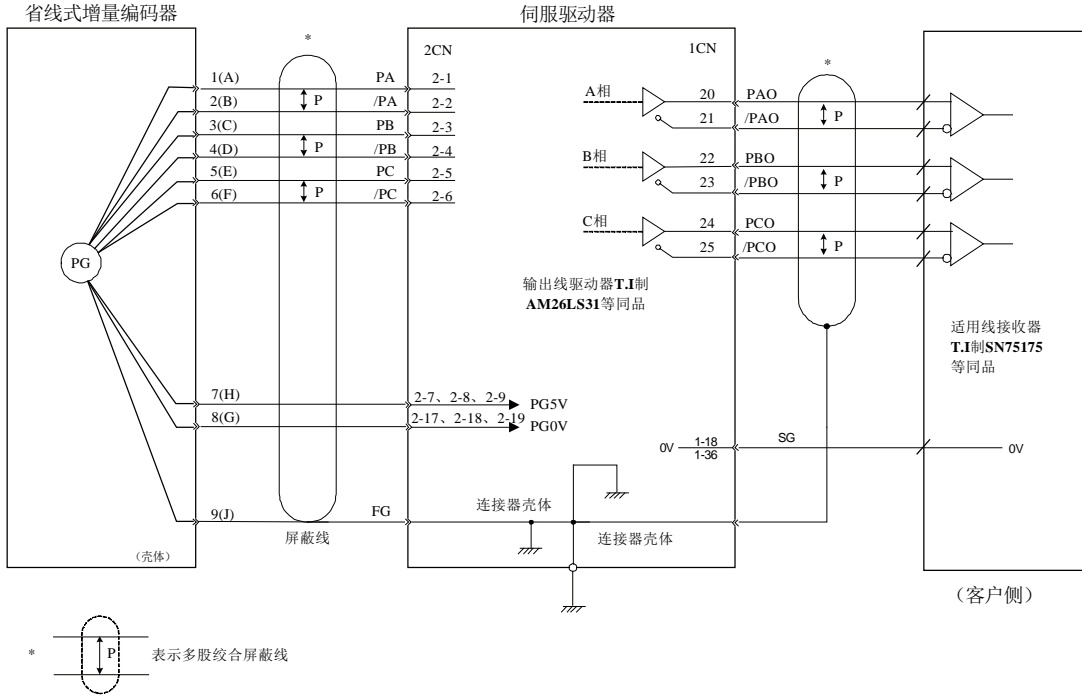 省线式增量编码器
伺服驱动器
*
*
2CN
1CN
1(A) PA 2-1
2(B) P /PA 2-2
3(C) PB 2-3
4(D) P /PB 2-4
5(E) PC 2-5
6(F) P /PC 2-6
PG
A相 20 PAO
21 /PAO P
B相 22 PBO
23 /PBO P
C相 24 PCO
25 /PCO P
输出线驱动器T.I制
AM26LS31等同品
适用线接收器
T.I制SN75175
等同品
7(H) 2-7、2-8、2-9 PG5V
8(G) 2-17、2-18、2-19 PG0V
0V 1-18 SG 0V
1-36
9(J) FG 连接器壳体
屏蔽线 连接器壳体
(壳体)
(客户侧)
* P 表示多股绞合屏蔽线